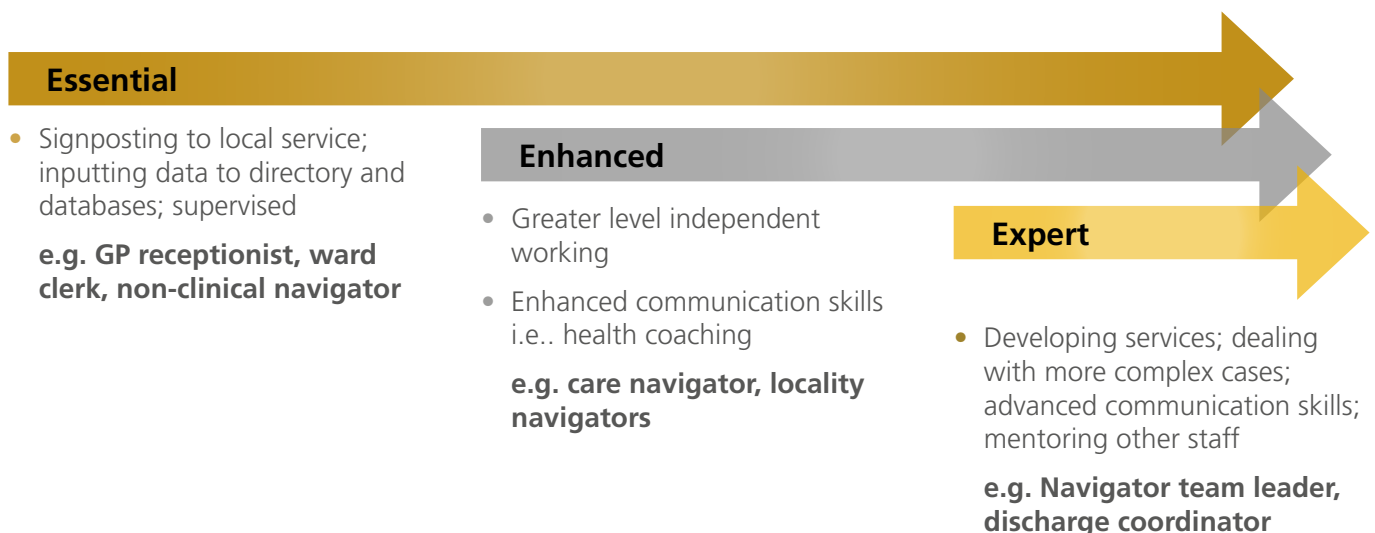 Essential
• Signposting to local service;
inputting data to directory and
databases; supervised
e.g. GP receptionist, ward
clerk, non-clinical navigator
Enhanced
• Greater level independent
working
• Enhanced communication skills
i.e.. health coaching
e.g. care navigator, locality
navigators
Expert
• Developing services; dealing
with more complex cases;
advanced communication skills;
mentoring other staff
e.g. Navigator team leader,
discharge coordinator